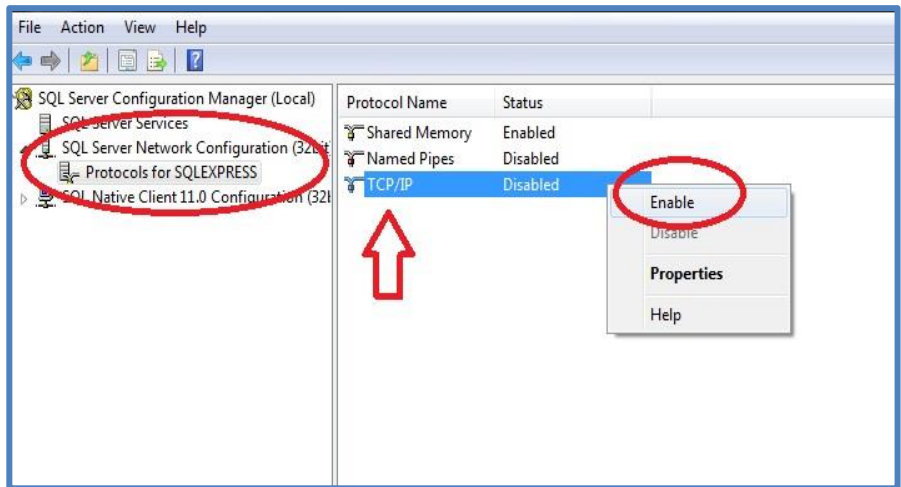 File Action View Help
SQL Server Configuration Manager (Local)
SQL Server Services
SQL Server Network Configuration (32bit
Protocols for SQLEXPRESS
SQL Native Client 11.0 Configuration (32b
Protocol Name Status
Shared Memory Enabled
Named Pipes Disabled
TCP/IP Disabled
Enable
Disable
Properties
Help